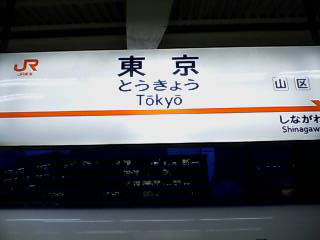 JR
東京
とうきょう
Tōkyō
山 区
しながわ
Shinagaw